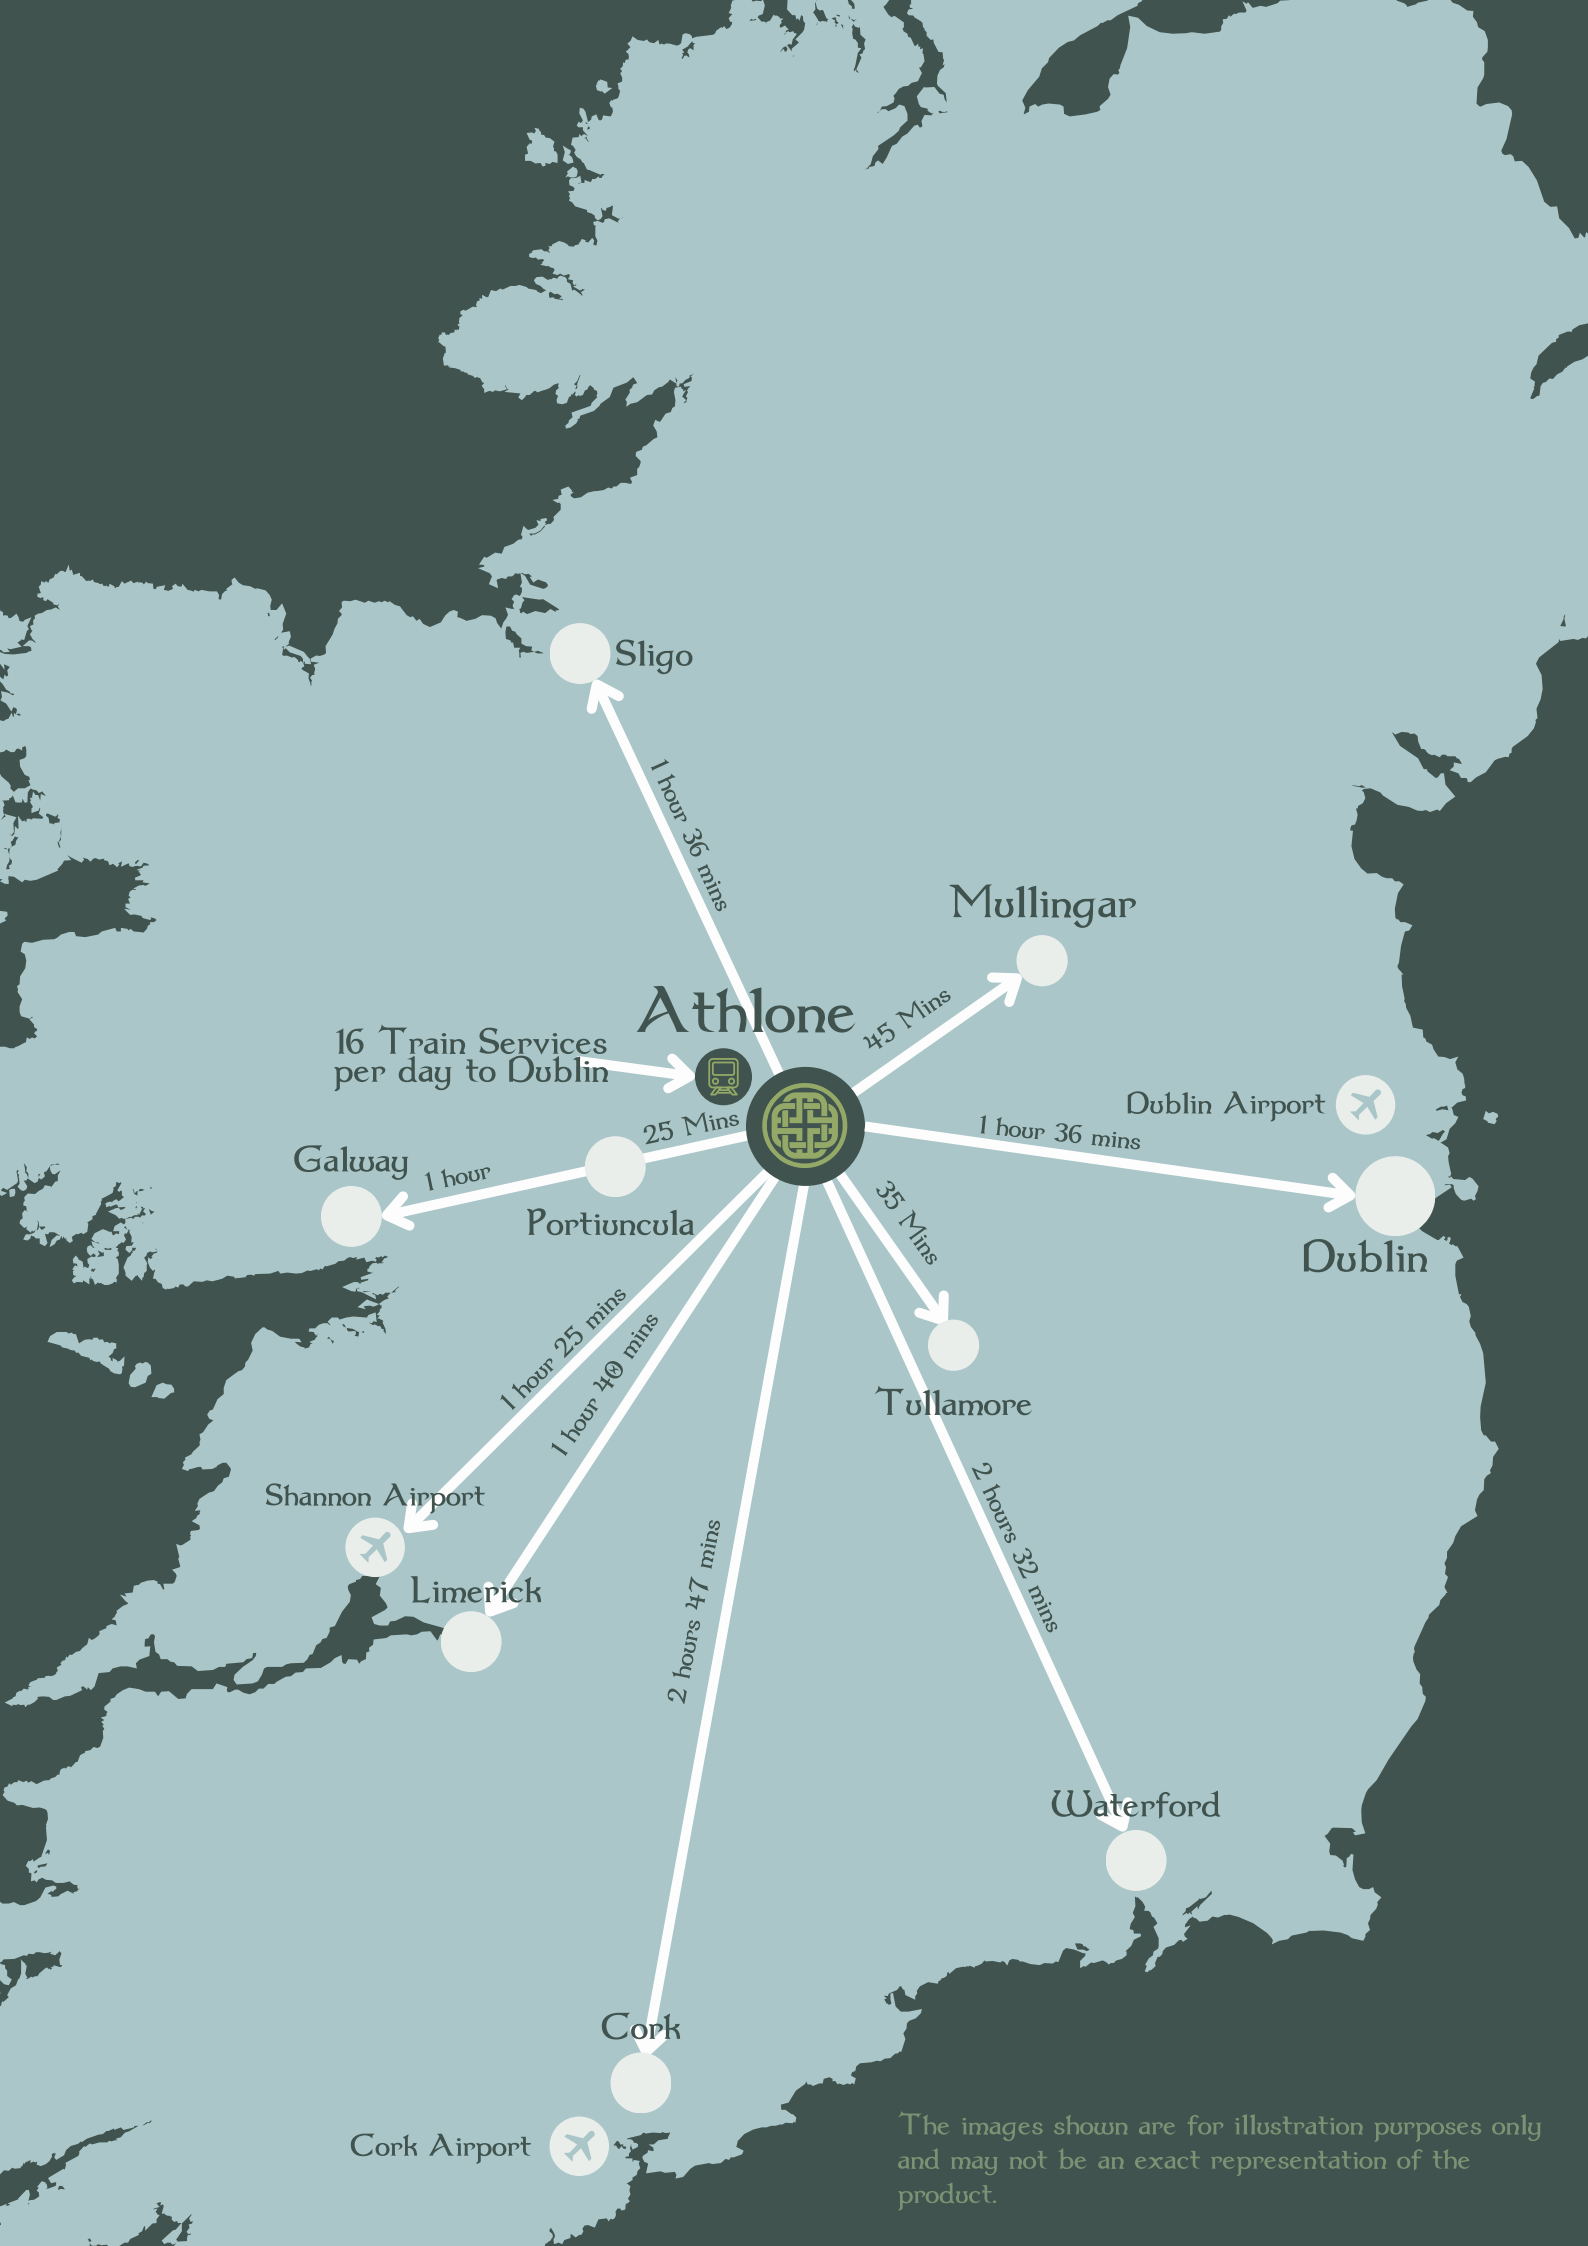 Sligo
1 hour 36 mins
Mullingar
45 Mins
Athlone
16 Train Services
per day to Dublin
25 Mins
Dublin Airport
1 hour 36 mins
Galway
1 hour
Portiuncula
Dublin
35 Mins
1 hour 25 mins
1 hour 40 mins
Tullamore
Shannon Airport
2 hours 32 mins
2 hours 47 mins
Limerick
Waterford
Cork
Cork Airport
The images shown are for illustration purposes only
and may not be an exact representation of the
product.